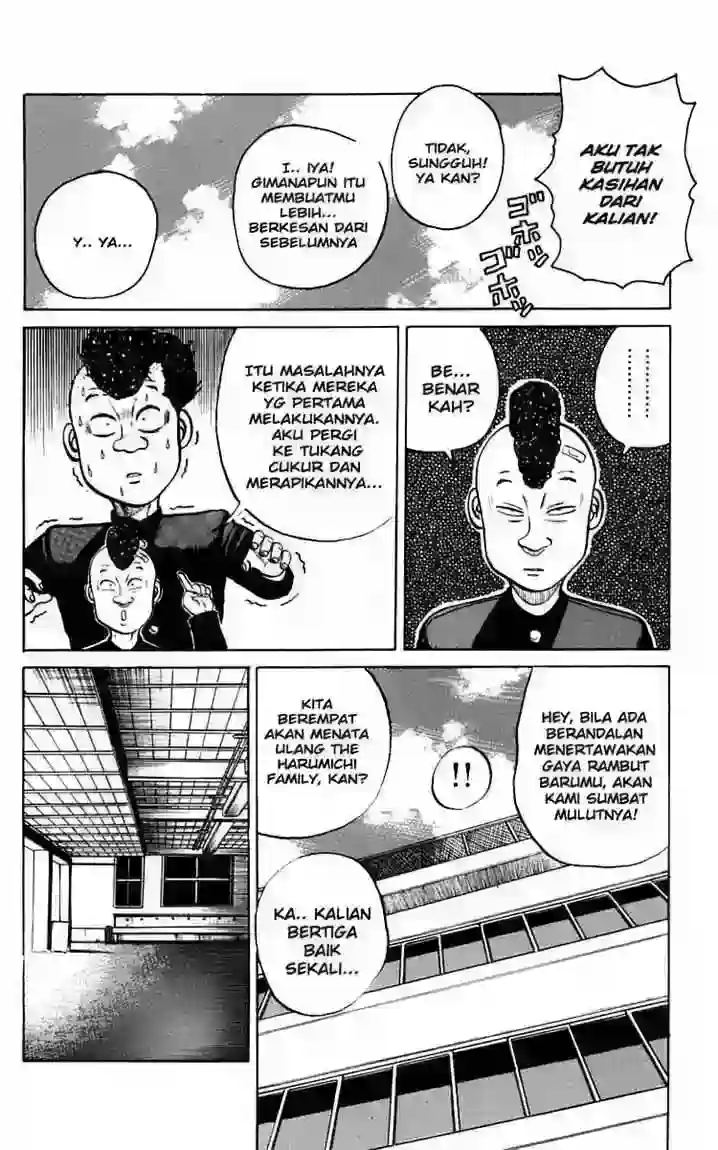 AKU TAK
BUTUH
KASIHAN
DARI
KALIAN!
ゴホッ
ゴホッ
TIDAK,
SUNGGUH!
YA KAN?
I.. IYA!
GIMANAPUN ITU
MEMBUATMU
LEBIH...
BERKESAN DARI
SEBELUMNYA
Y.. YA...
.........
BE...
BENAR
KAH?
ITU MASALAHNYA
KETIKA MEREKA
YG PERTAMA
MELAKUKANNYA.
AKU PERGI
KE TUKANG
CUKUR DAN
MERAPIKANNYA...
HEY, BILA ADA
BERANDALAN
MENERTAWAKAN
GAYA RAMBUT
BARUMU, AKAN
KAMI SUMBAT
MULUTNYA!
!!
KITA
BEREMPAT
AKAN MENATA
ULANG THE
HARUMICHI
FAMILY, KAN?
KA.. KALIAN
BERTIGA
BAIK
SEKALI...